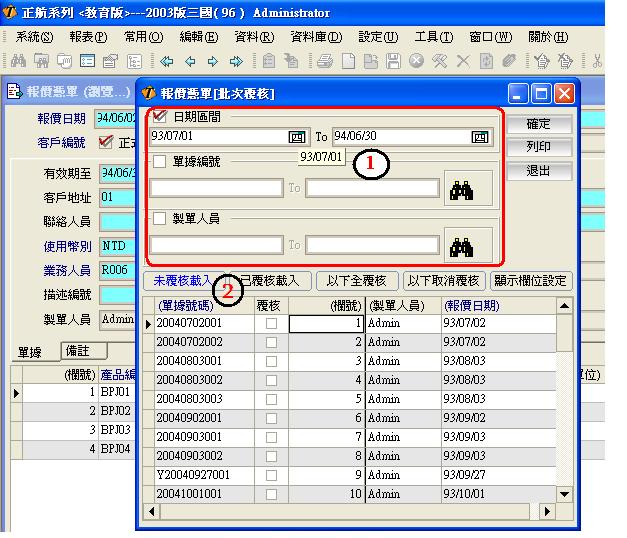 正航系列 <教育版>---2003版三國( 96 ) Administrator
系統(S) 報表(P) 常用(O) 編輯(E) 資料(R) 資料庫(D) 設定(U) 工具(T) 窗口(W) 關於(H)
報價憑單 (瀏覽...)
報價日期 94/06/02
客戶編號 正式
有效期至 94/06/3
客戶地址 01
聯絡人員
使用幣別 NTD
業務人員 R006
描述編號
製單人員 Admin
單據 備註
(欄號) 產品編 單位)
1 BPJ01
2 BPJ02
3 BPJ03
4 BPJ04
報價憑單[批次覆核]
日期區間
93/07/01 To 94/06/30
93/07/01
1
單據編號
To
製單人員
To
確定
列印
退出
未覆核載入 已覆核載入 以下全覆核 以下取消覆核 顯示欄位設定
2
(單據號碼) 覆核 (欄號) (製單人員) (報價日期)
20040702001 1 Admin 93/07/02
20040702002 2 Admin 93/07/02
20040803001 3 Admin 93/08/03
20040803002 4 Admin 93/08/03
20040803003 5 Admin 93/08/03
20040902001 6 Admin 93/09/02
20040903001 7 Admin 93/09/03
20040903002 8 Admin 93/09/03
Y20040927001 9 Admin 93/09/27
20041001001 10 Admin 93/10/01